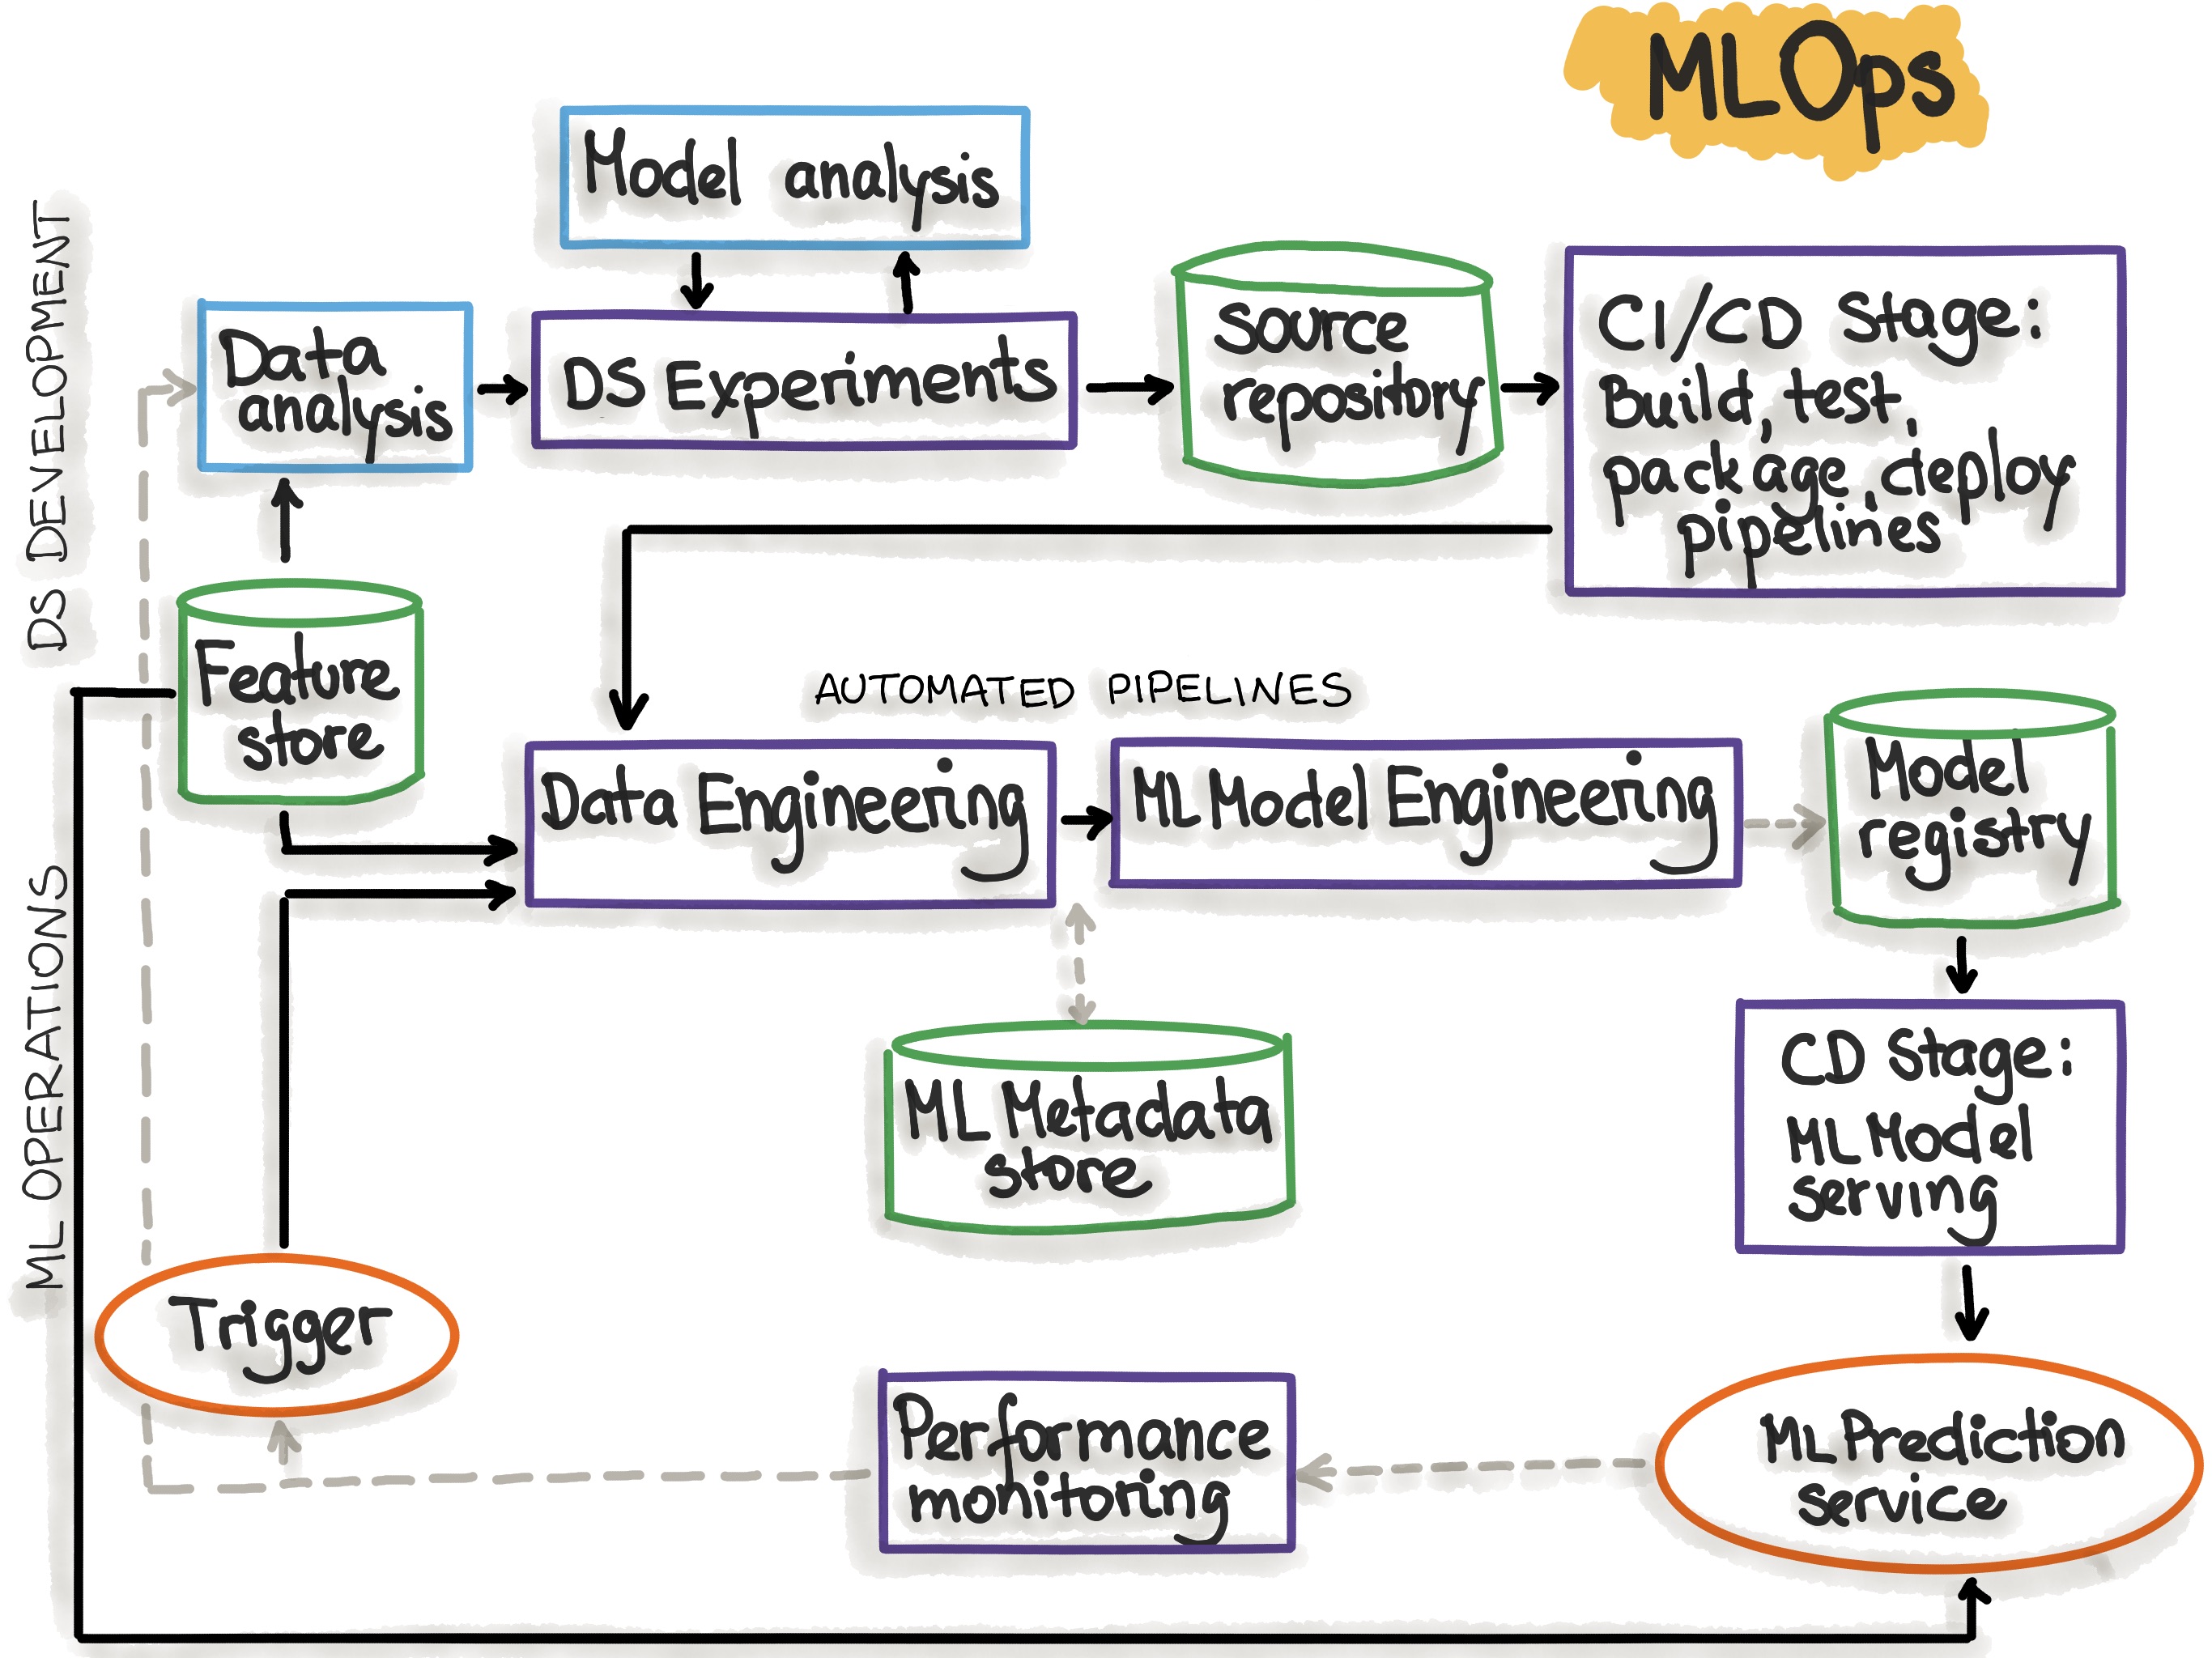 MLOps
Model analysis
DS DEVELOPMENT
Data
analysis
DS Experiments
Source
repository
CI/CD Stage:
Build, test,
package, deploy
pipelines
Feature
store
AUTOMATED PIPELINES
Data Engineering
ML Model Engineering
Model
registry
ML OPERATIONS
ML Metadata
store
CD Stage:
ML Model
serving
Trigger
Performance
monitoring
ML Prediction
service